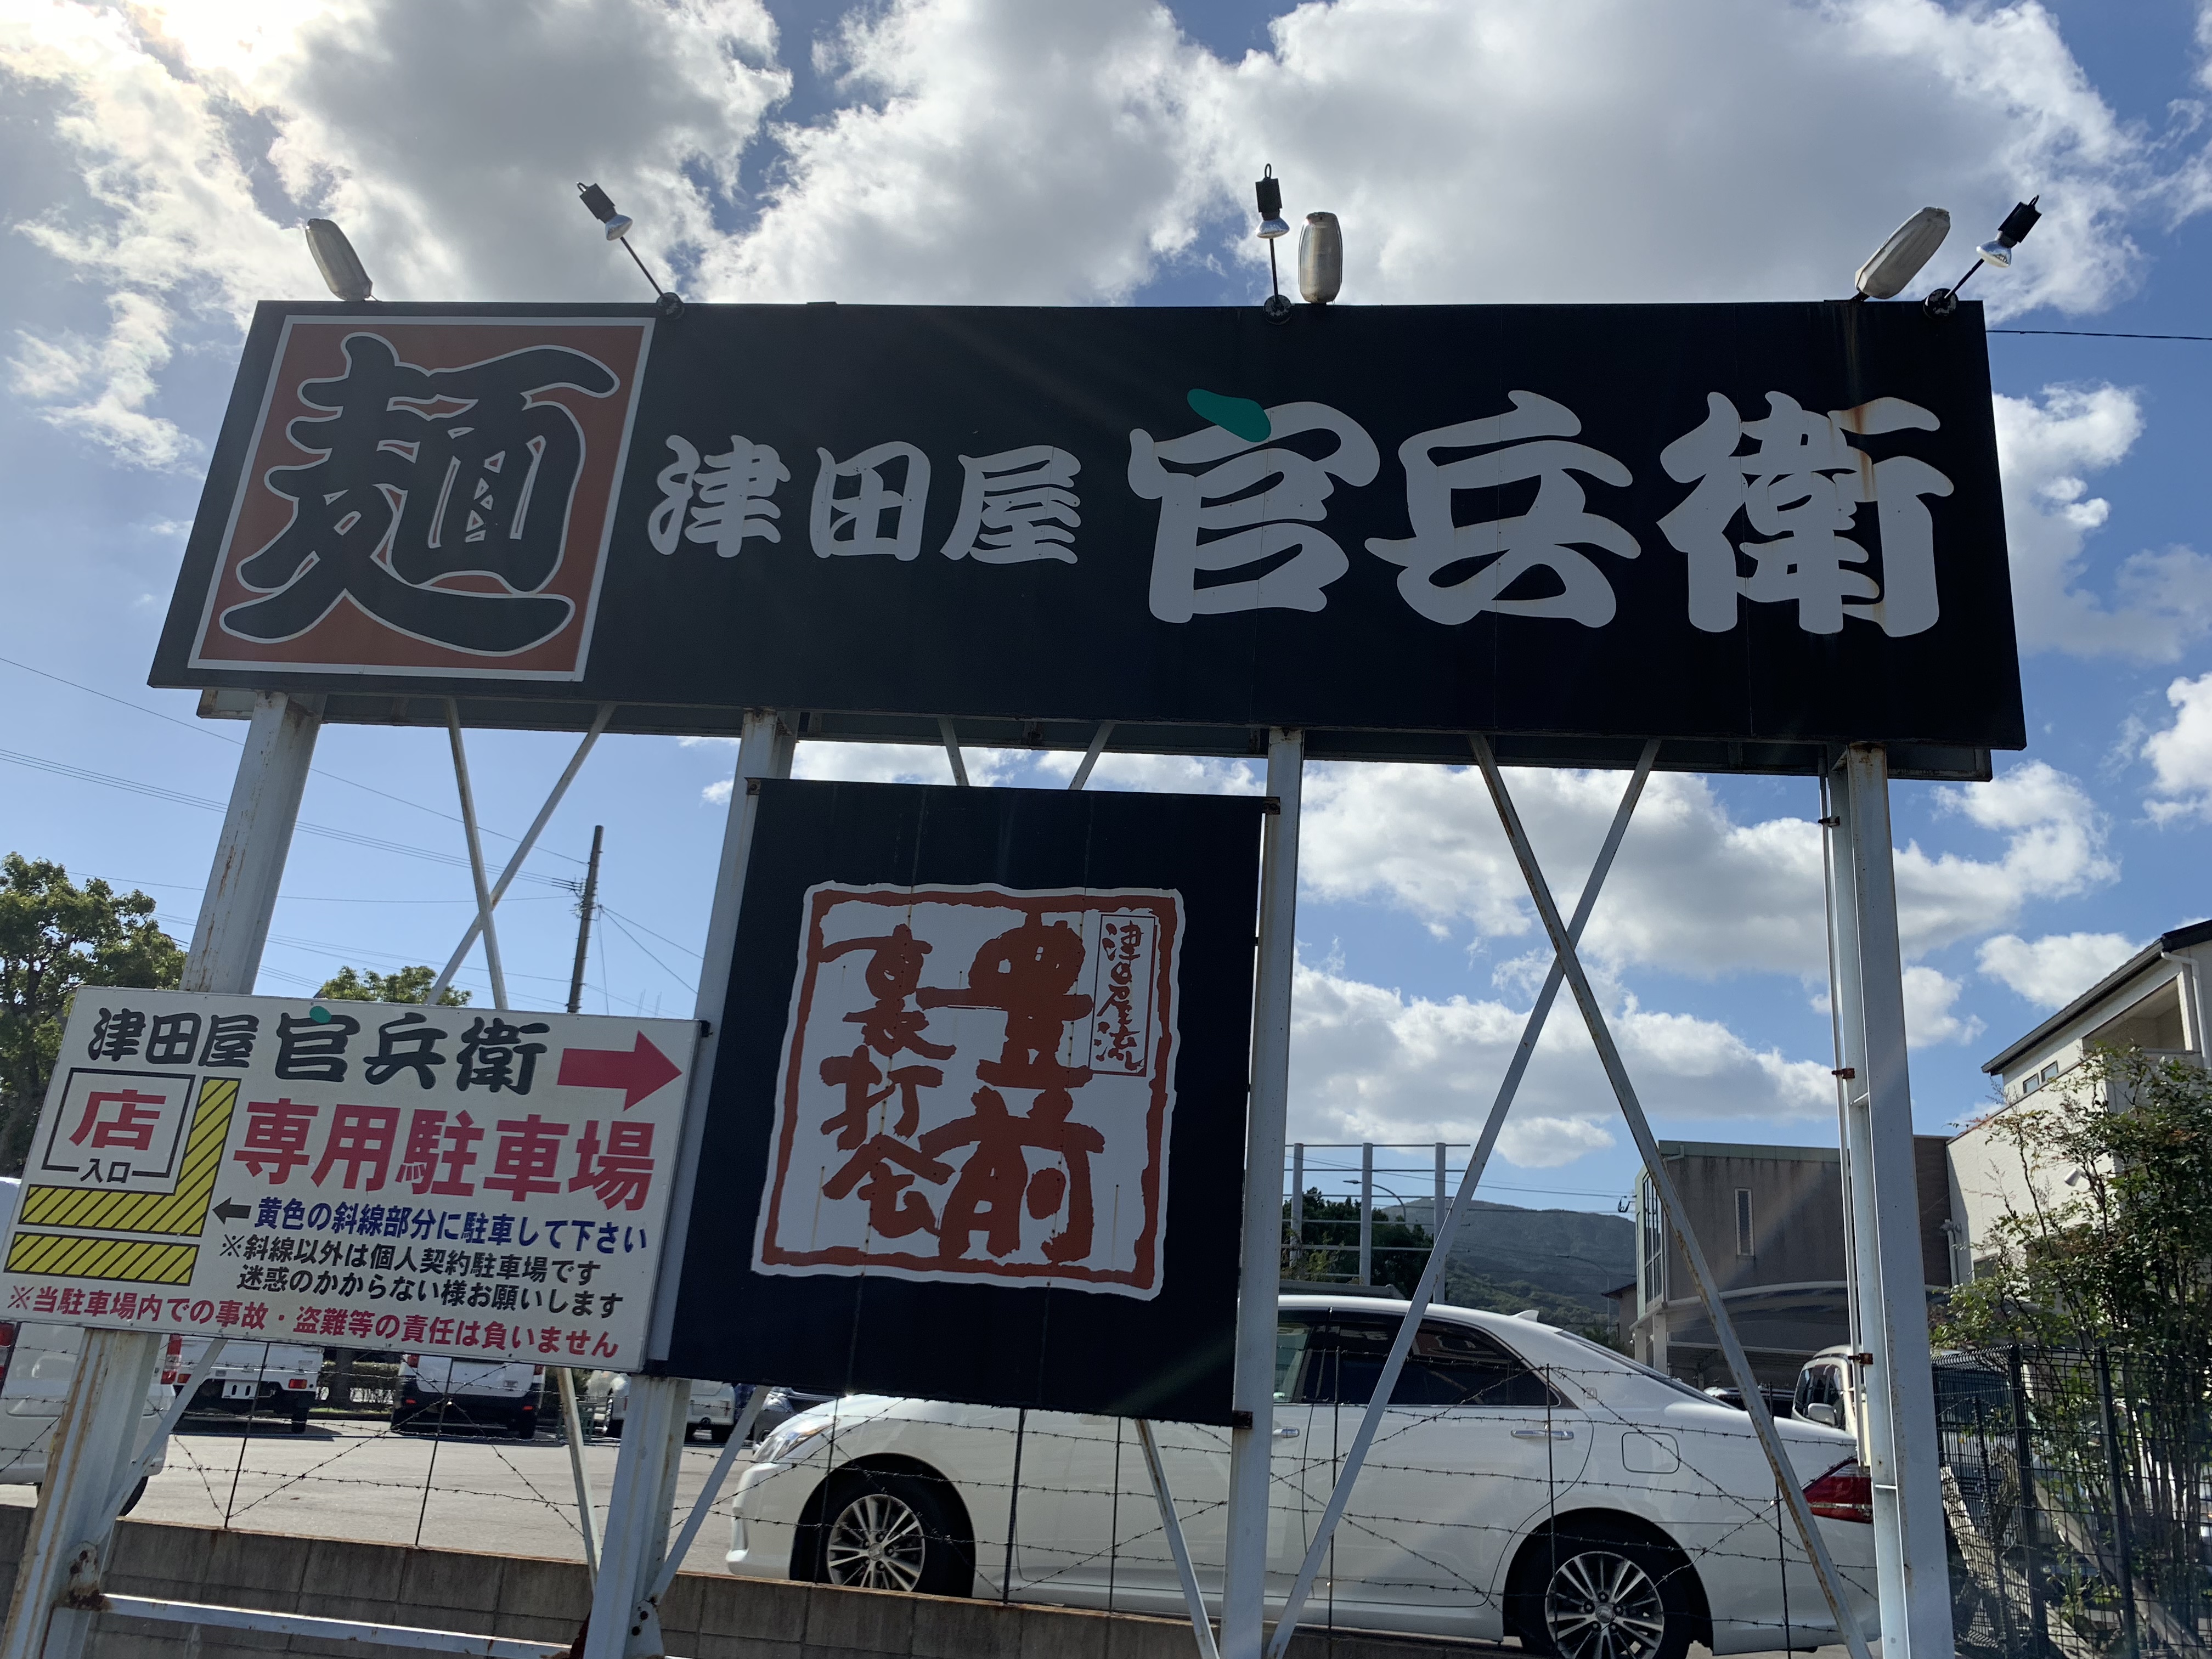 麺 津田屋 官兵衛
津田屋流
豊前
裏打会
津田屋 官兵衛
店
入口
専用駐車場
黄色の斜線部分に駐車して下さい
※斜線以外は個人契約駐車場です
迷惑のかからない様お願いします
※当駐車場内での事故・盗難等の責任は負いません